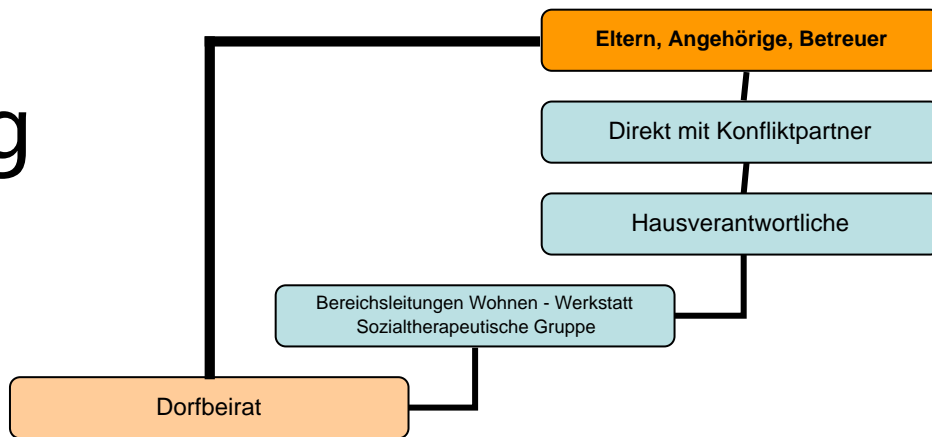 g
Eltern, Angehörige, Betreuer
Direkt mit Konfliktpartner
Hausverantwortliche
Bereichsleitungen Wohnen - Werkstatt
Sozialtherapeutische Gruppe
Dorfbeirat